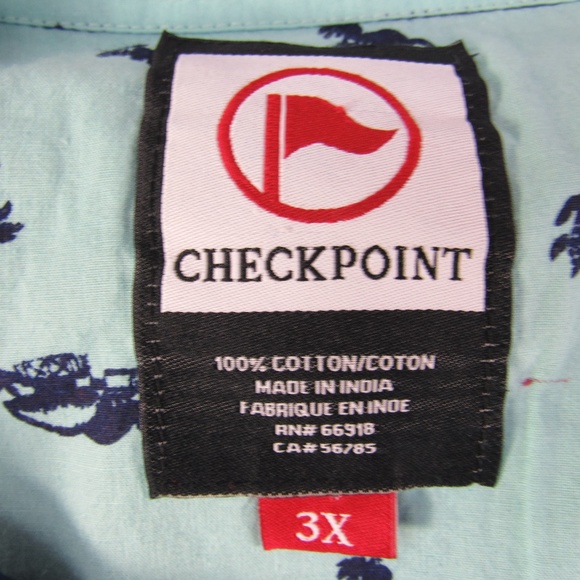 CHECKPOINT
100% COTTON/COTON
MADE IN INDIA
FABRIQUE EN INDE
RN# 66918
CA# 56785
3X